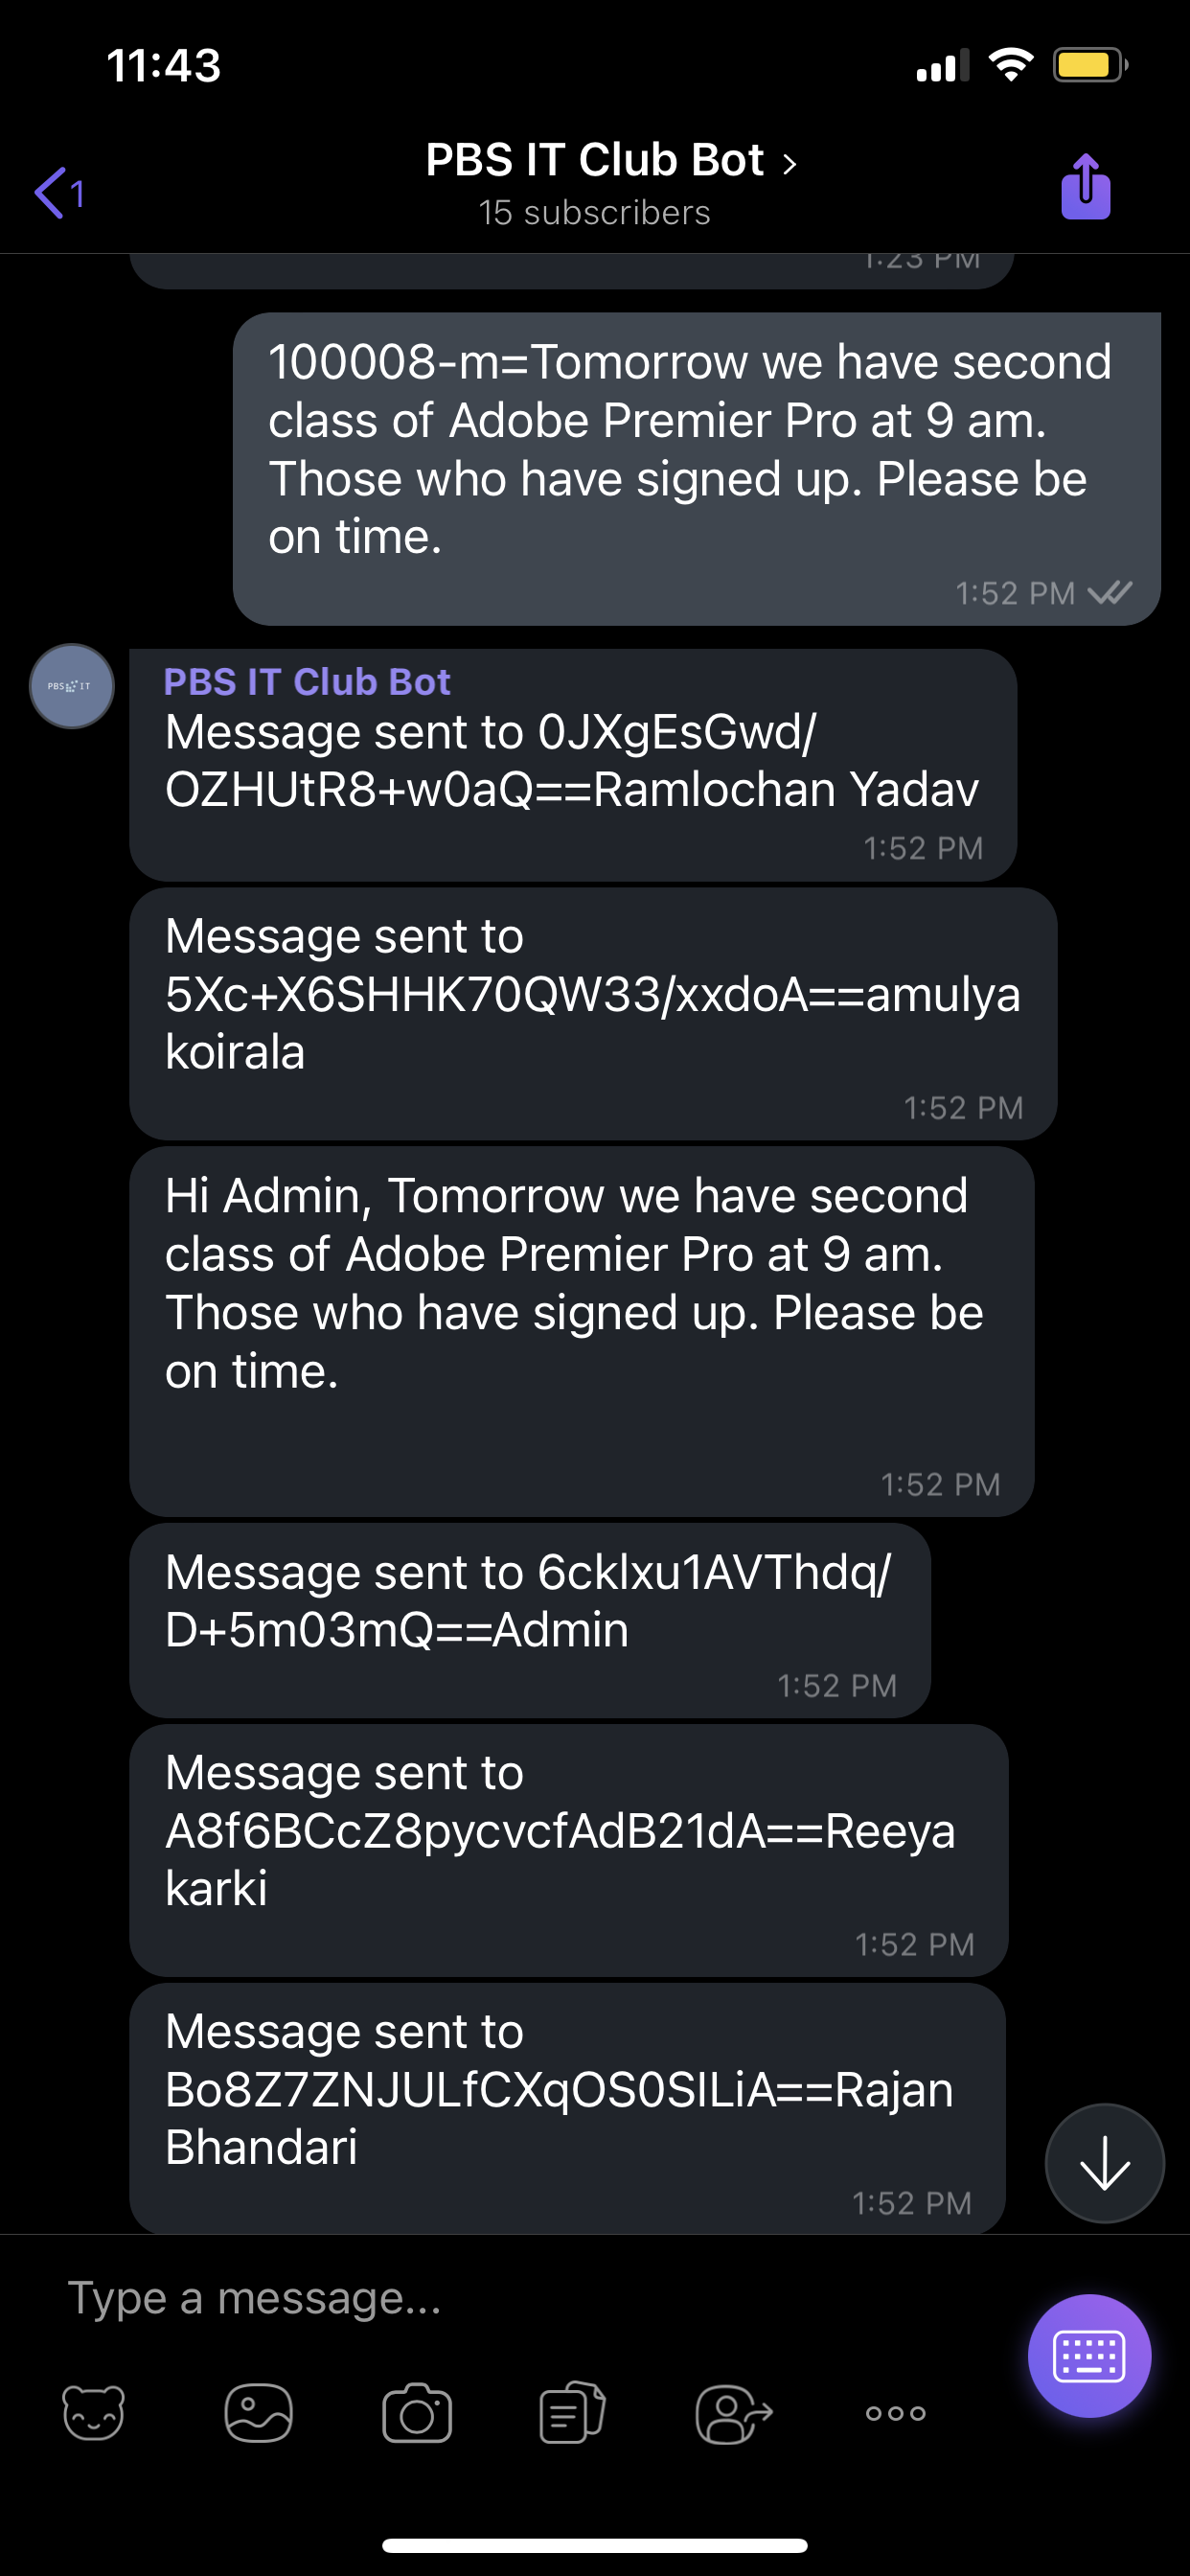 11:43
1
PBS IT Club Bot
15 subscribers
1:23 PM
100008-m=Tomorrow we have second
class of Adobe Premier Pro at 9 am.
Those who have signed up. Please be
on time.
1:52 PM
PBS IT
PBS IT Club Bot
Message sent to 0JXgEsGwd/
OZHUtR8+w0aQ==Ramlochan Yadav
1:52 PM
Message sent to
5Xc+X6SHHK70QW33/xxdoA==amulya
koirala
1:52 PM
Hi Admin, Tomorrow we have second
class of Adobe Premier Pro at 9 am.
Those who have signed up. Please be
on time.
1:52 PM
Message sent to 6cklxu1AVThdq/
D+5m03mQ==Admin
1:52 PM
Message sent to
A8f6BCcZ8pycvcfAdB21dA==Reeya
karki
1:52 PM
Message sent to
Bo8Z7ZNJULfCXqOS0SILiA==Rajan
Bhandari
1:52 PM
Type a message...